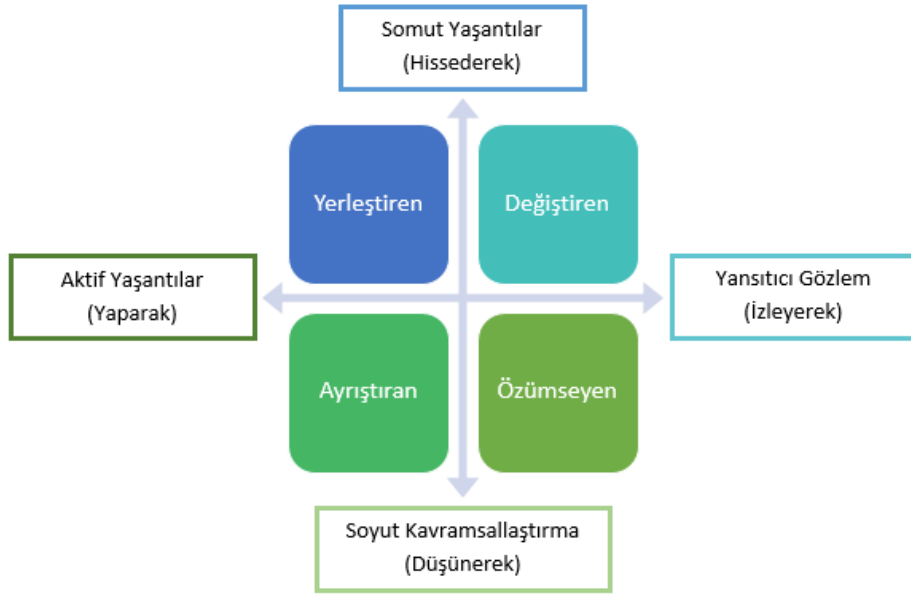 Somut Yaşantılar
(Hissederek)
Yerleştiren
Değiştiren
Aktif Yaşantılar
(Yaparak)
Yansıtıcı Gözlem
(İzleyerek)
Ayrıştıran
Özümseyen
Soyut Kavramsallaştırma
(Düşünerek)